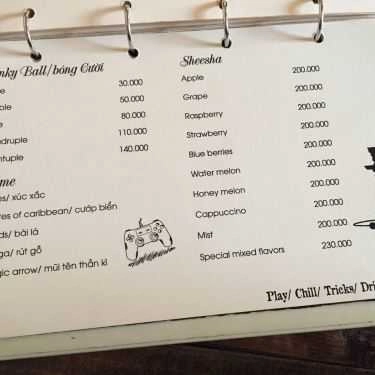 nky Ball/bóng Cười
e 30.000
ble 50.000
e 80.000
druple 110.000
ntuple 140.000
me
es/ xúc xắc
tes of caribbean/ cướp biển
ds/ bài lá
ga/ rút gỗ
gic arrow/ mũi tên thần kì
Sheesha
Apple 200.000
Grape 200.000
Raspberry 200.000
Strawberry 200.000
Blue berries 200.000
Water melon 200.000
Honey melon 200.000
Cappuccino 200.000
Mist 200.000
Special mixed flavors 230.000
Play/ Chill/ Tricks/ Dri